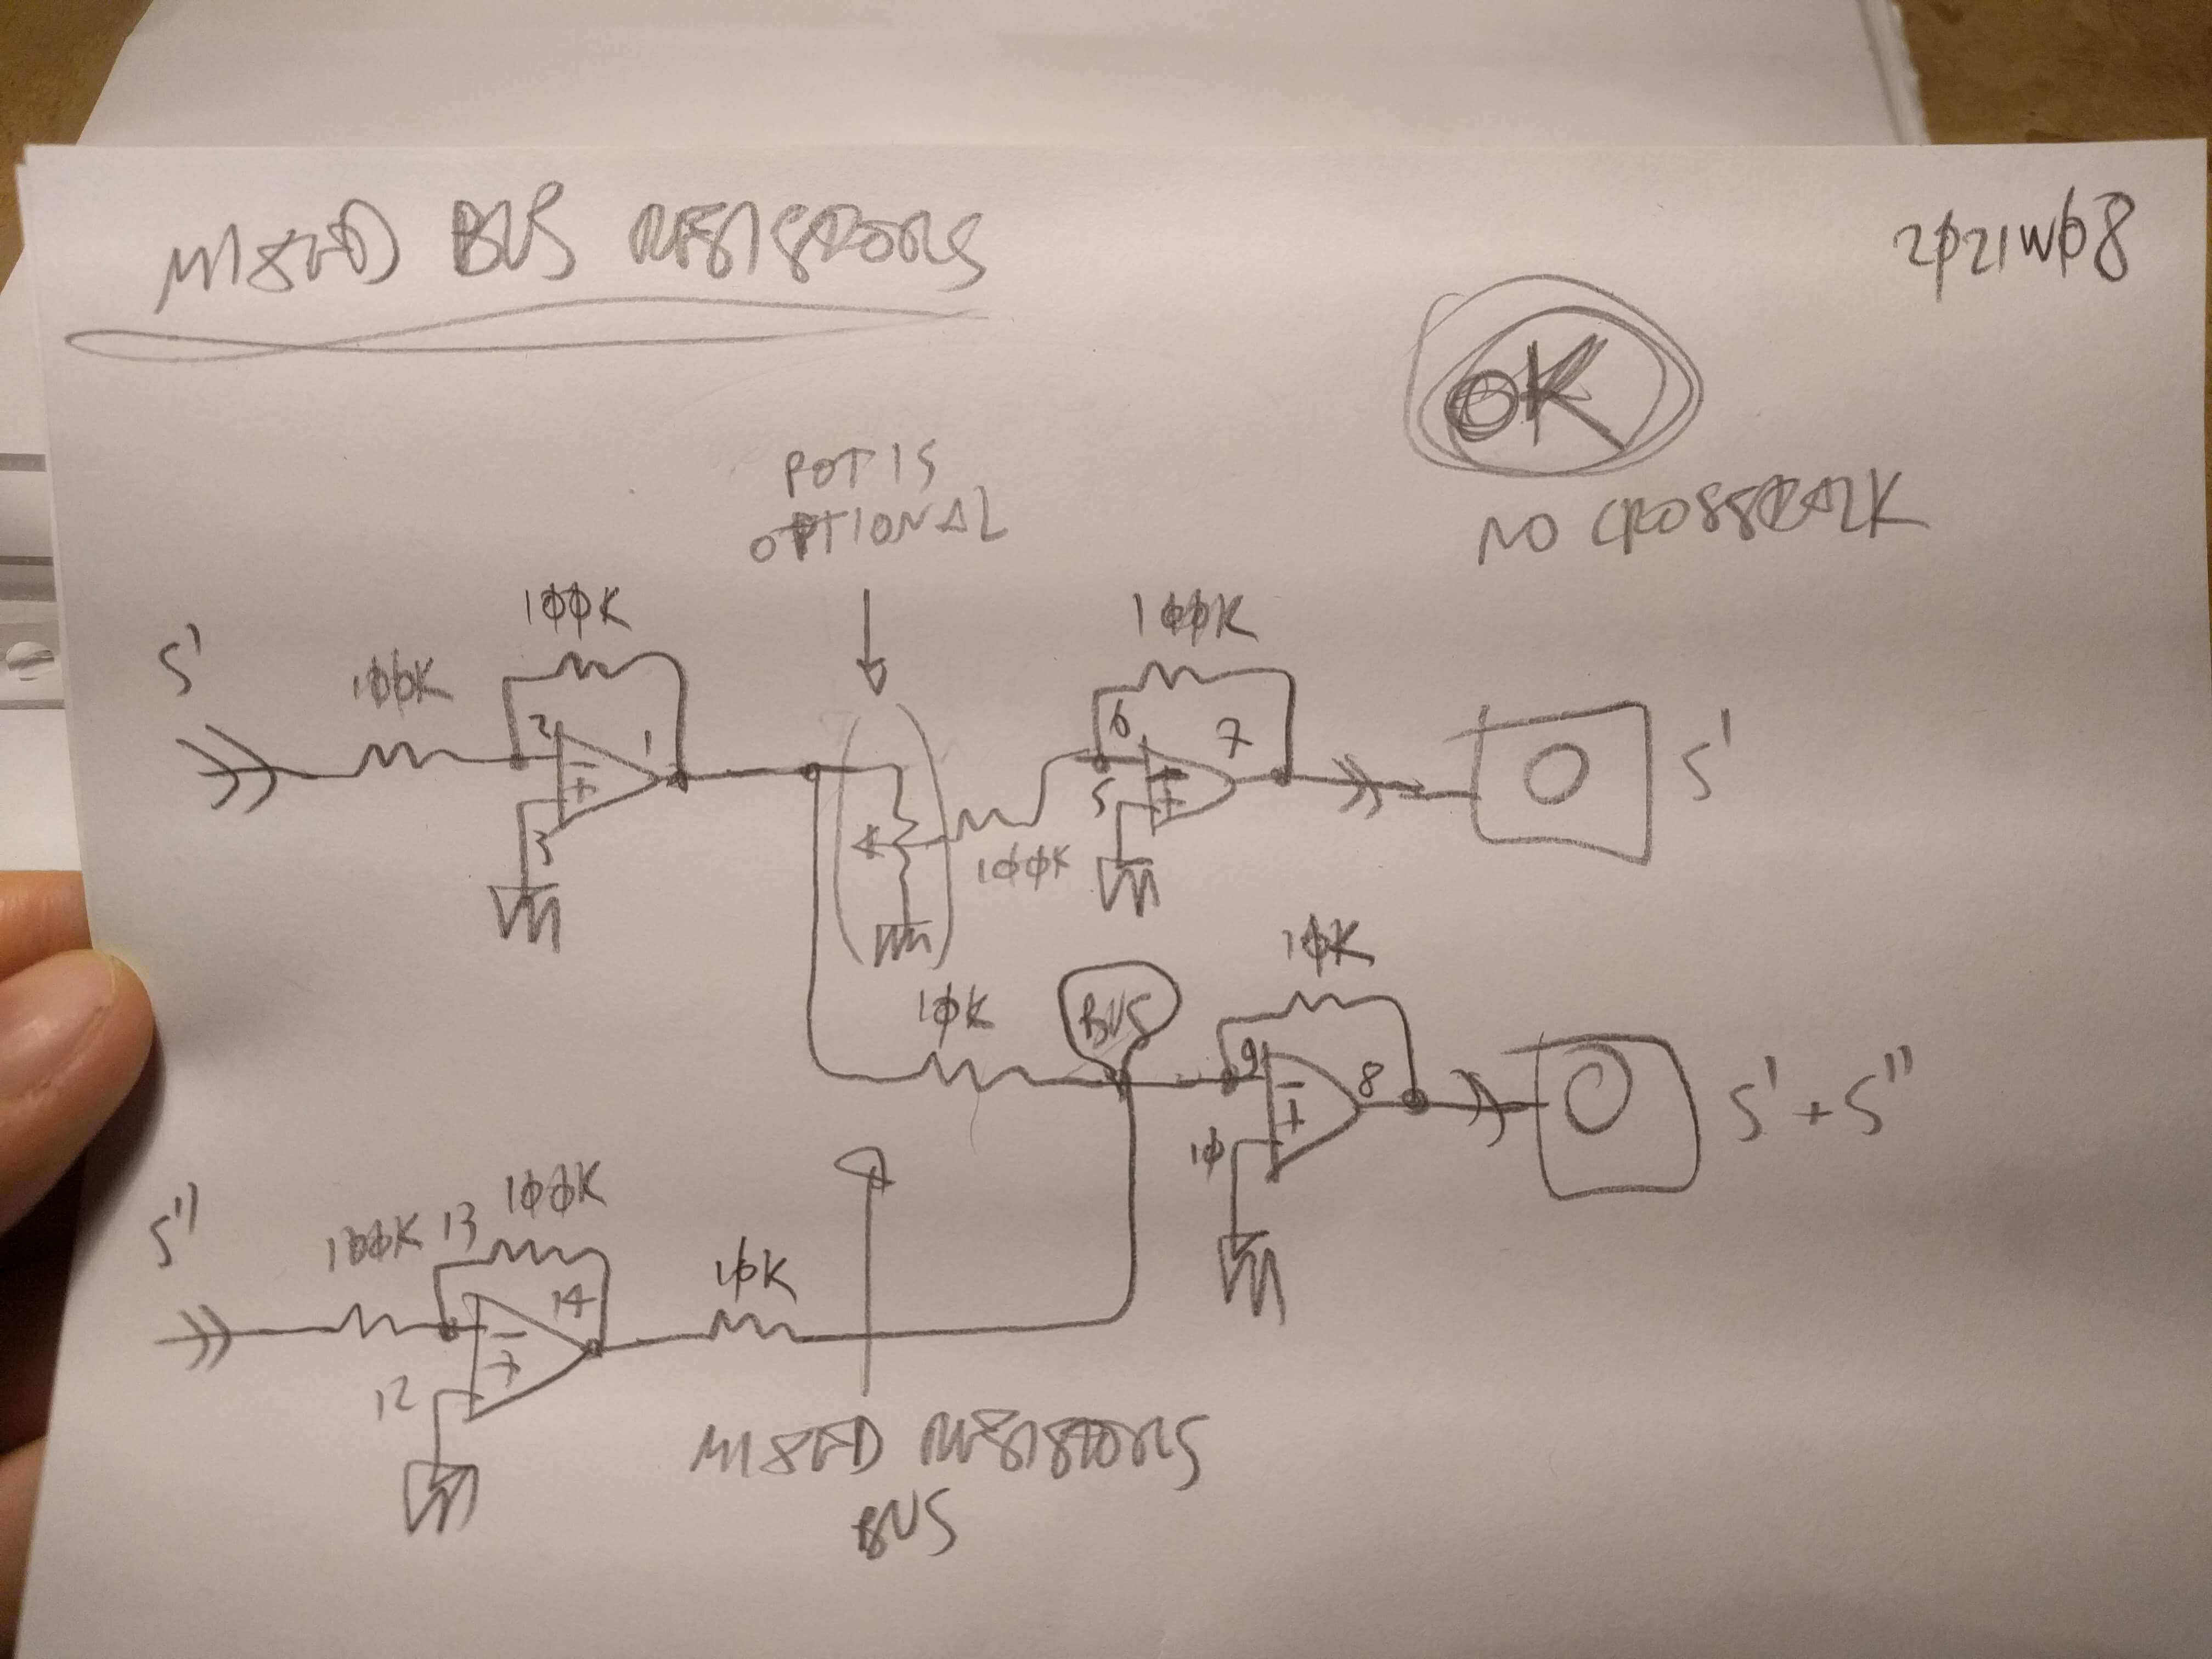 MIXED BUS RESISTORS
2021W08
OK
NO CROSSTALK
POT IS
OPTIONAL
S'
100K
100K
2
1
3
100K
100K
6
7
5
S'
10K
BUS
10K
9
8
10
S' + S"
S"
100K
13
100K
14
12
10K
MIXED RESISTORS
BUS